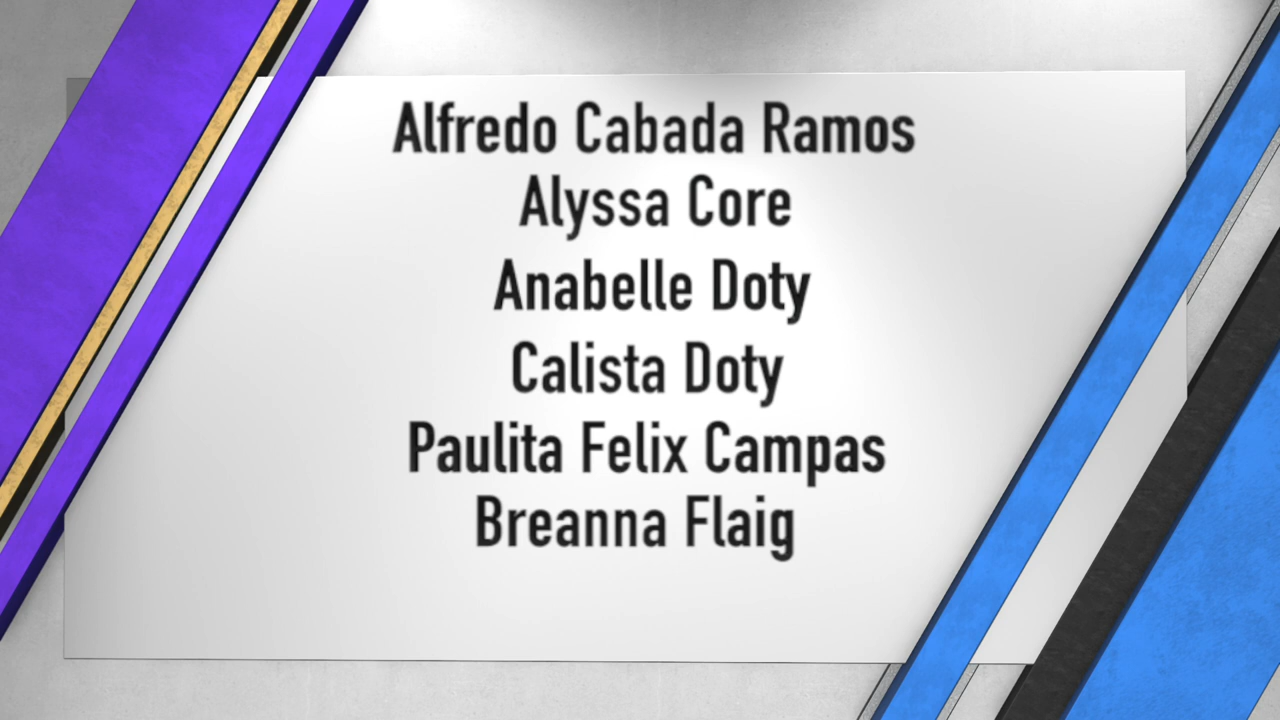 Alfredo Cabada Ramos
Alyssa Core
Anabelle Doty
Calista Doty
Paulita Felix Campas
Breanna Flaig